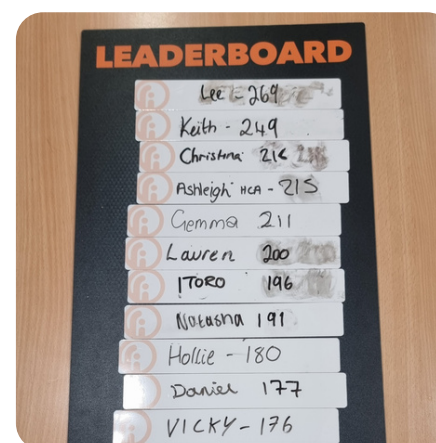 LEADERBOARD
Lee - 269
Keith - 249
Christina
Ashleigh HCA - 215
Gemma 211
Lauren 200
ITORO 196
Natasha 191
Hollie - 180
Daniel 177
VICKY - 176